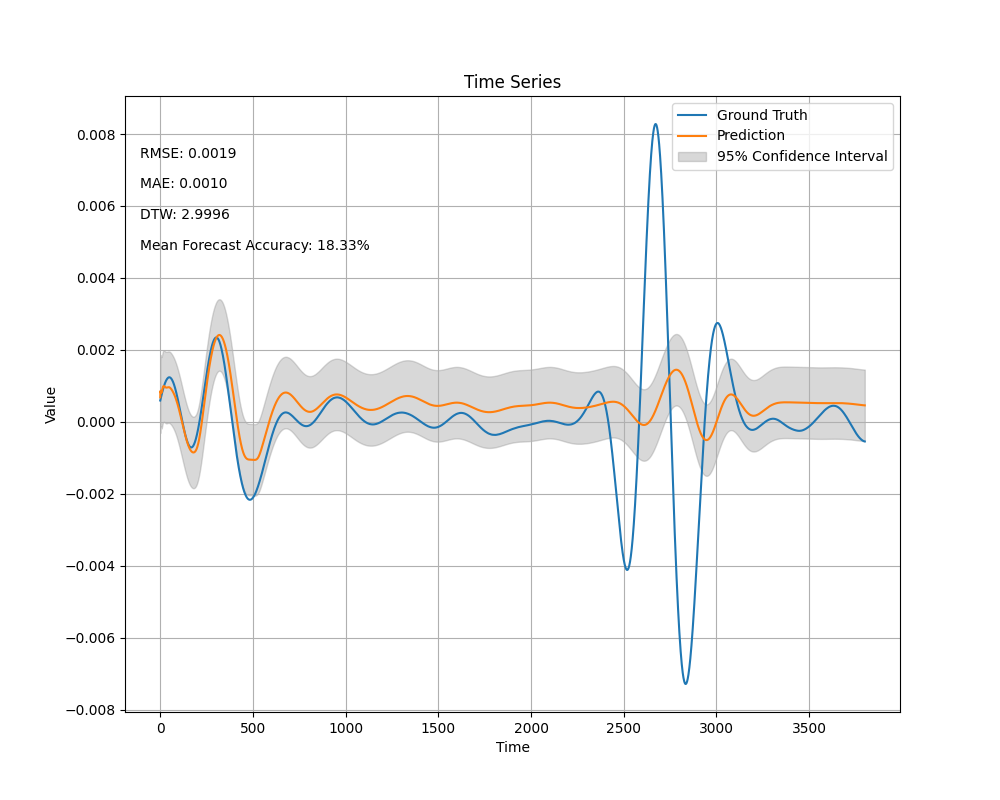 Time Series
Ground Truth
Prediction
95% Confidence Interval
RMSE: 0.0019
MAE: 0.0010
DTW: 2.9996
Mean Forecast Accuracy: 18.33%
Value
0.008
0.006
0.004
0.002
0.000
−0.002
−0.004
−0.006
−0.008
0 500 1000 1500 2000 2500 3000 3500
Time